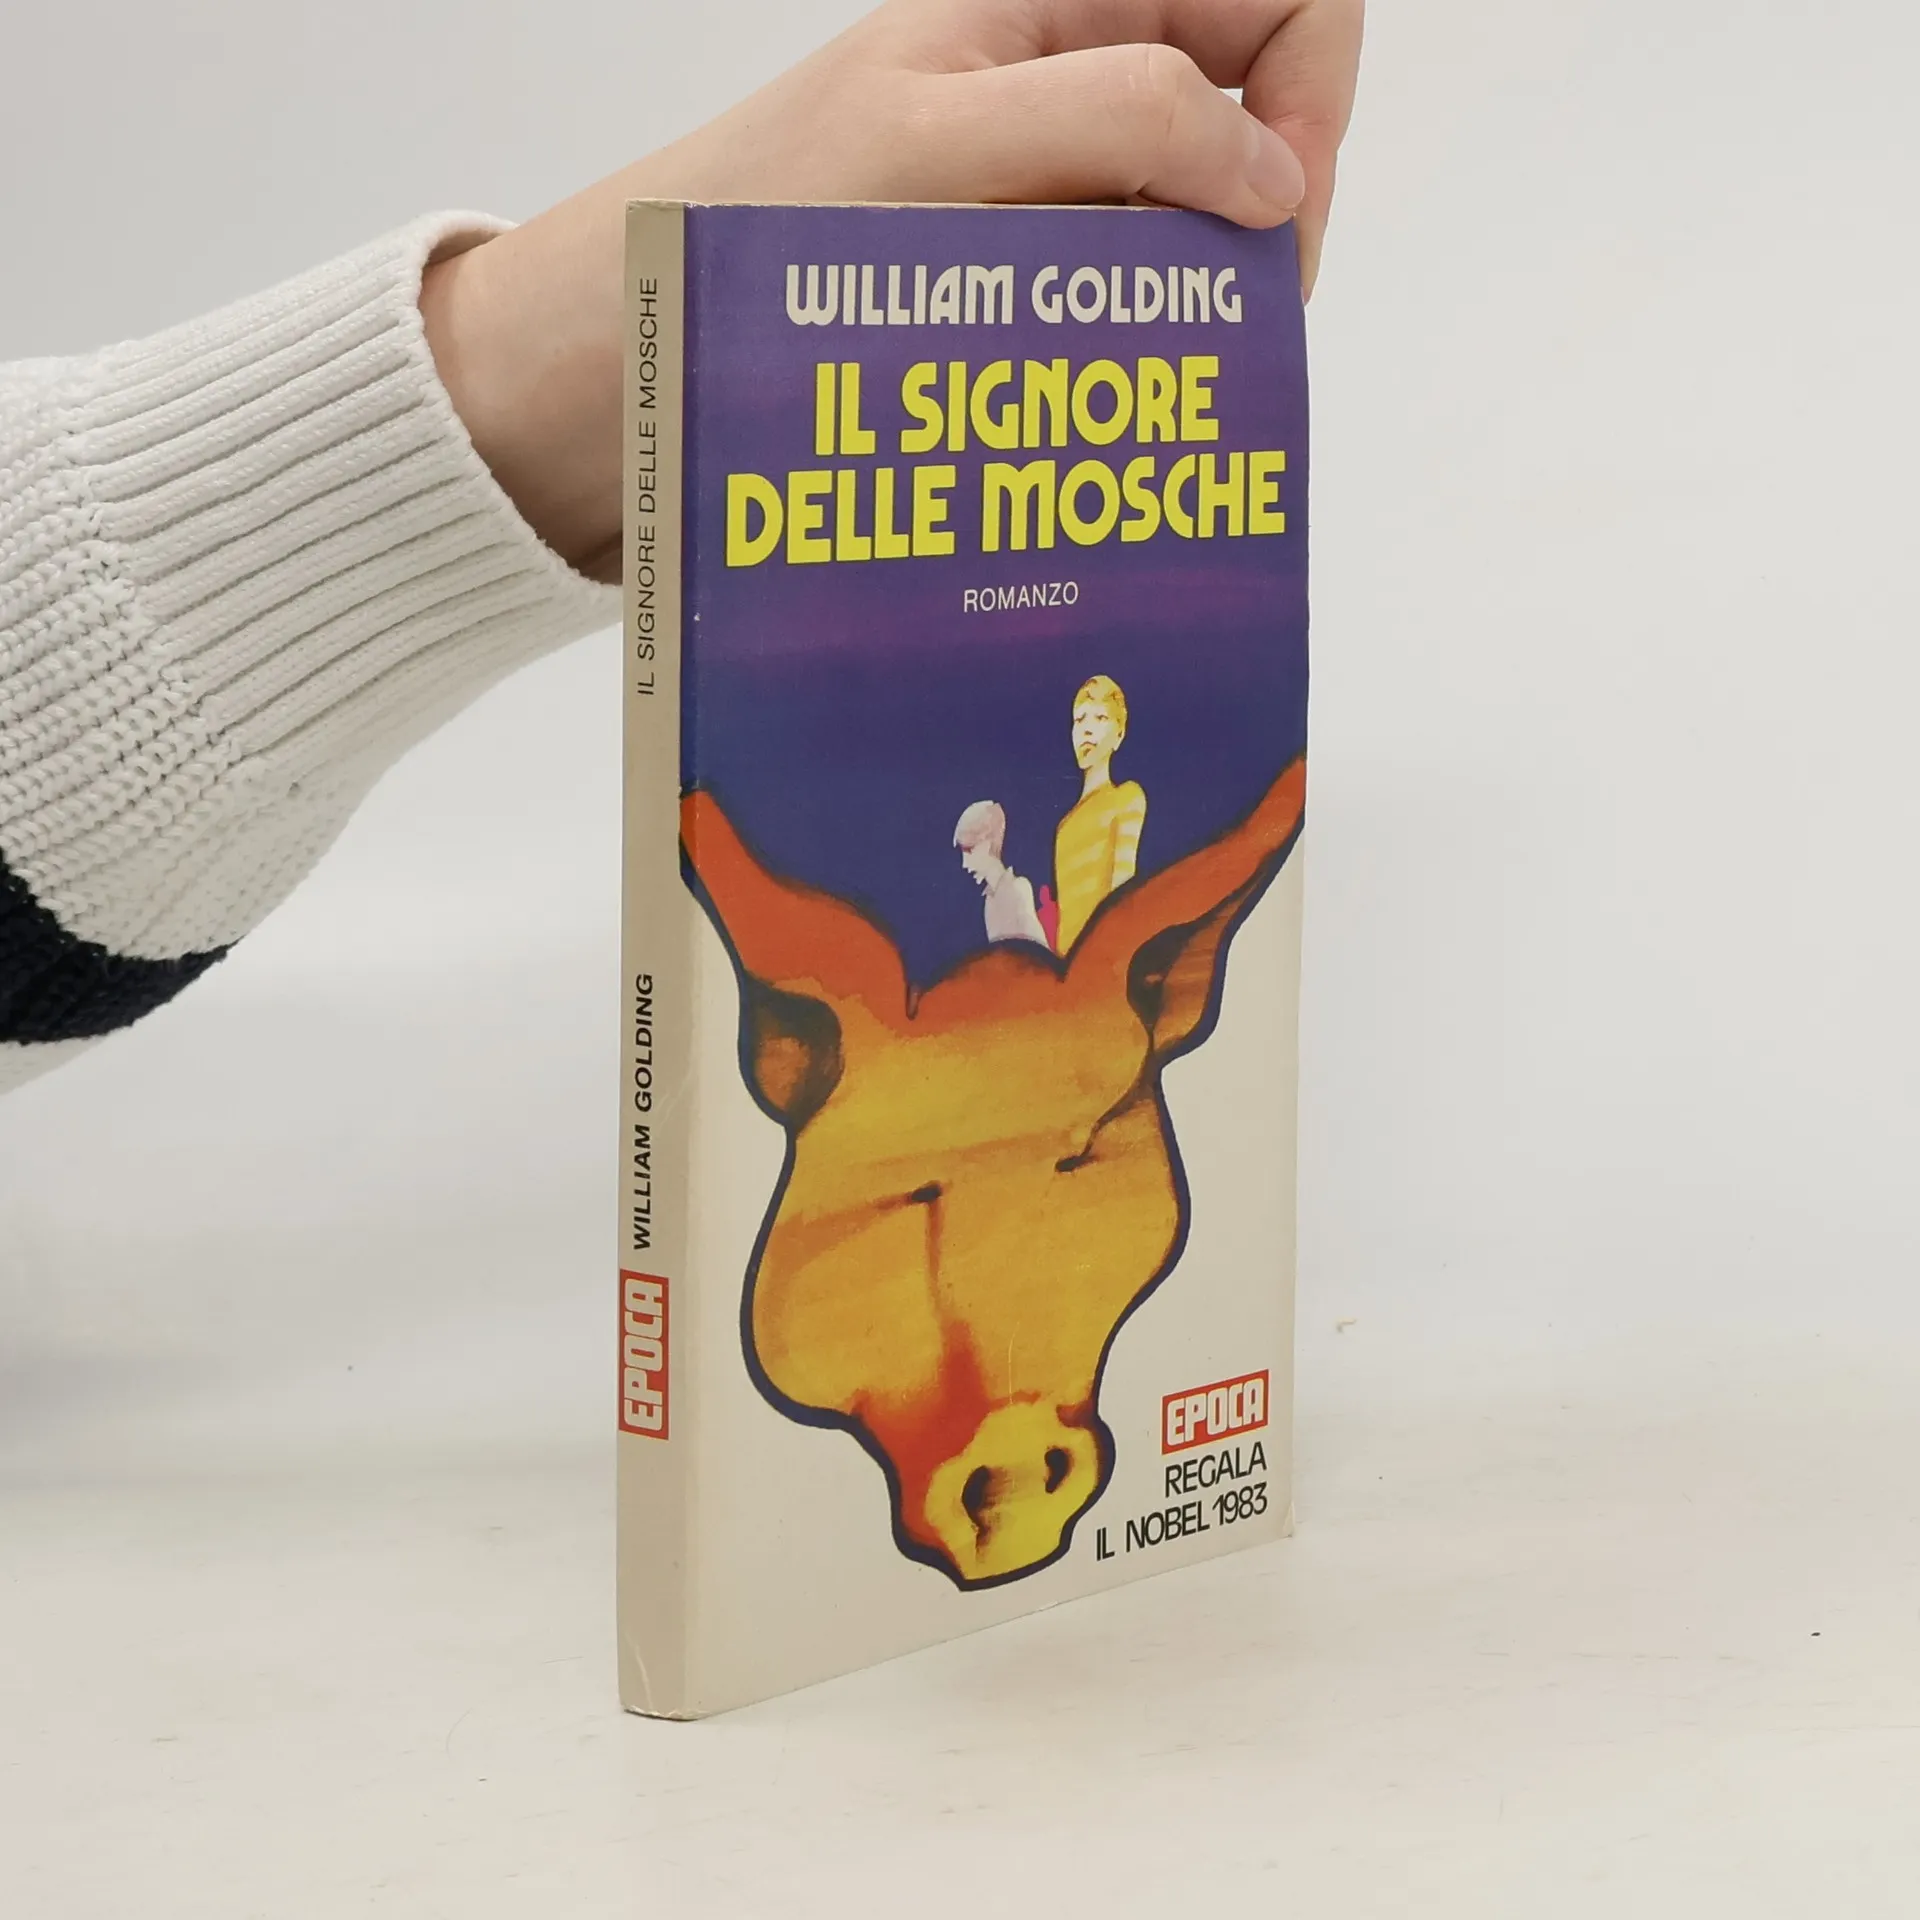 WILLIAM GOLDING
IL SIGNORE
DELLE MOSCHE
ROMANZO
EPOCA
REGALA
IL NOBEL 1983
IL SIGNORE DELLE MOSCHE
WILLIAM GOLDING
EPOCA